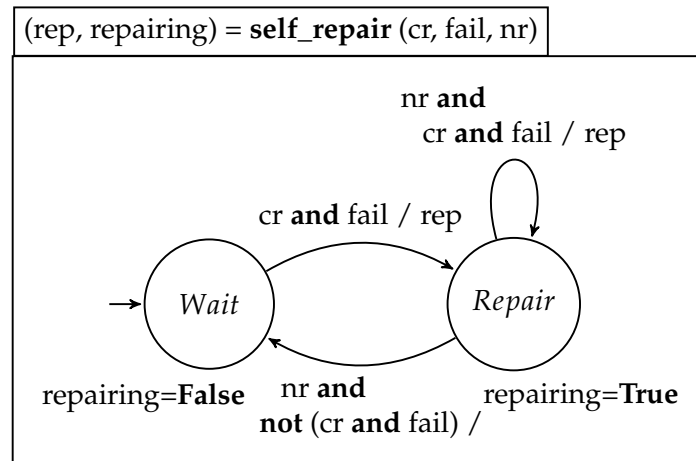 (rep, repairing) = self_repair (cr, fail, nr)
nr and
cr and fail / rep
cr and fail / rep
Wait
Repair
repairing=False
nr and
not (cr and fail) /
repairing=True